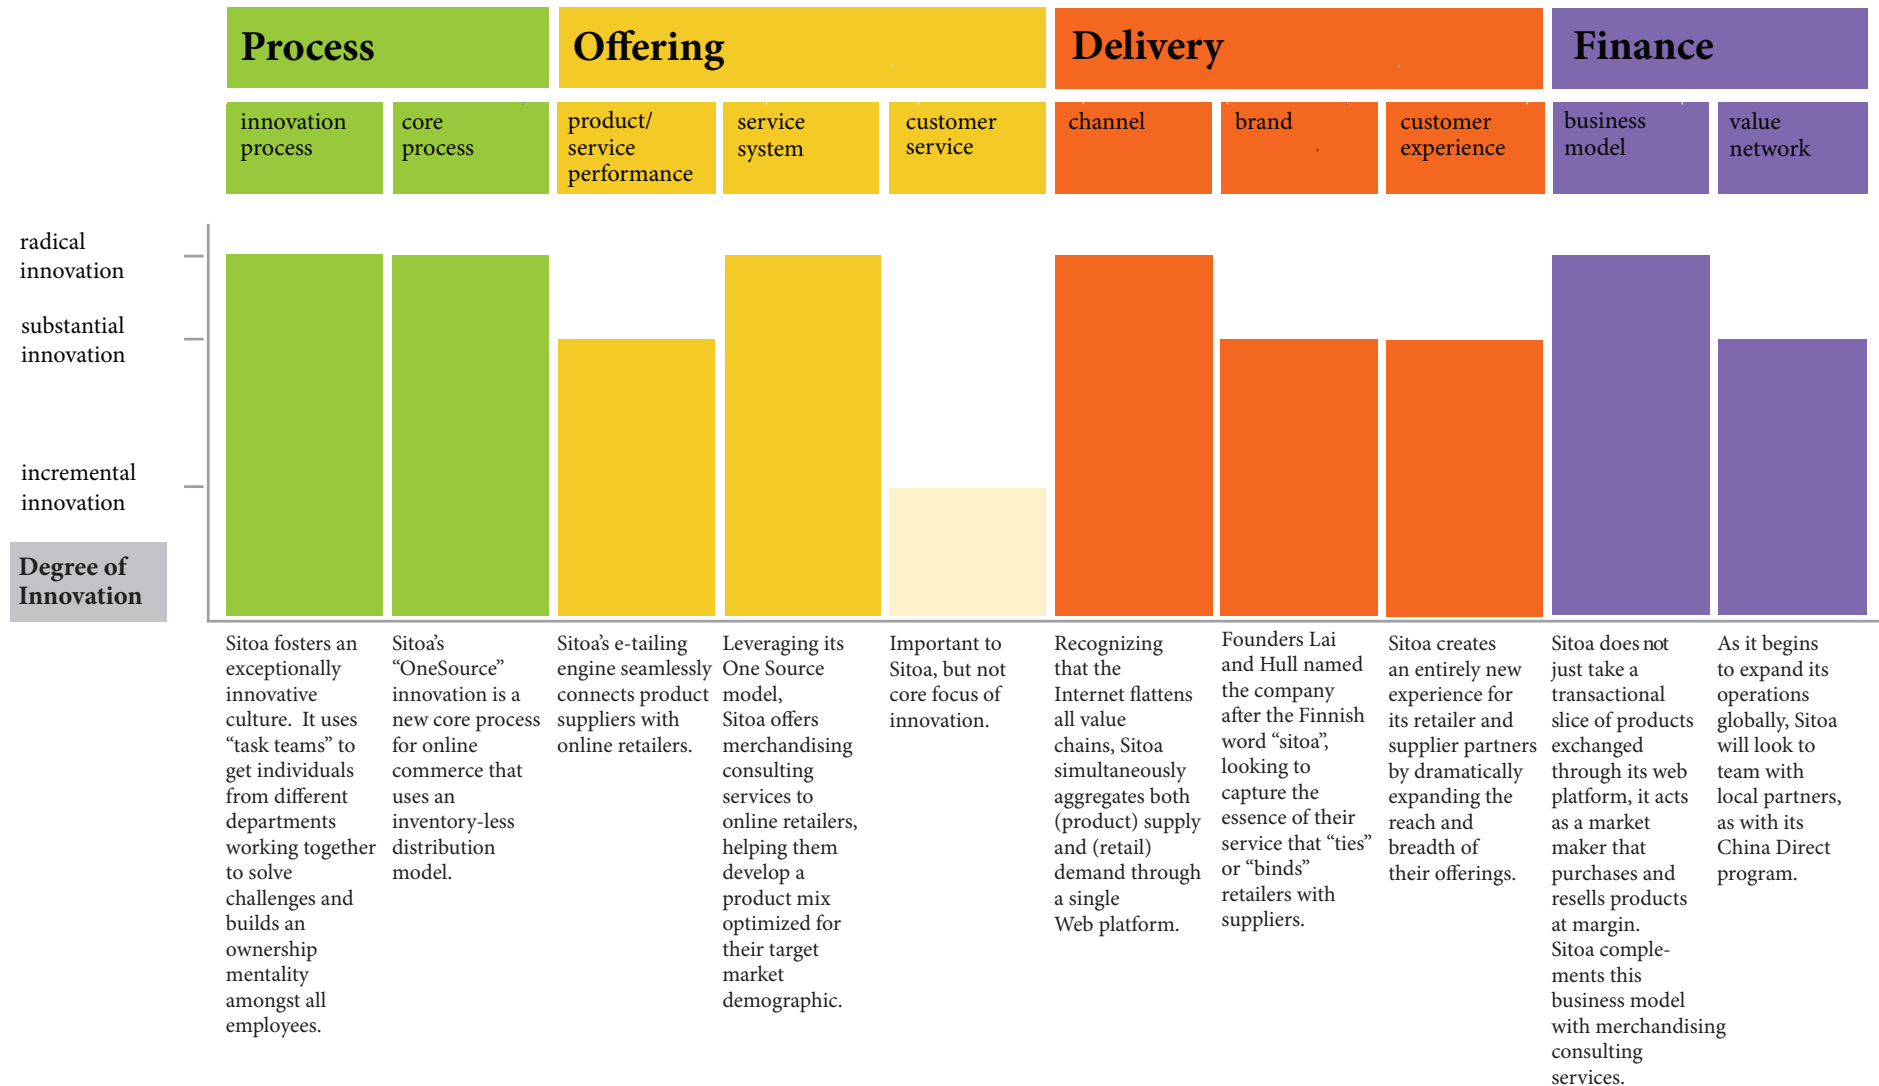 Process
Offering
Delivery
Finance
innovation
process
core
process
product/
service
performance
service
system
customer
service
channel
brand
customer
experience
business
model
value
network
radical
innovation
substantial
innovation
incremental
innovation
Degree of
Innovation
Sitoa fosters an
exceptionally
innovative
culture.  It uses
“task teams” to
get individuals
from different
departments
working together
to solve
challenges and
builds an
ownership
mentality
amongst all
employees.
Sitoa’s
“OneSource”
innovation is a
new core process
for online
commerce that
uses an
inventory-less
distribution
model.
Sitoa’s e-tailing
engine seamlessly
connects product
suppliers with
online retailers.
Leveraging its
One Source
model,
Sitoa offers
merchandising
consulting
services to
online retailers,
helping them
develop a
product mix
optimized for
their target
market
demographic.
Important to
Sitoa, but not
core focus of
innovation.
Recognizing
that the
Internet flattens
all value
chains, Sitoa
simultaneously
aggregates both
(product) supply
and (retail)
demand through
a single
Web platform.
Founders Lai
and Hull named
the company
after the Finnish
word “sitoa”,
looking to
capture the
essence of their
service that “ties”
or “binds”
retailers with
suppliers.
Sitoa creates
an entirely new
experience for
its retailer and
supplier partners
by dramatically
expanding the
reach and
breadth of
their offerings.
Sitoa does not
just take a
transactional
slice of products
exchanged
through its web
platform, it acts
as a market
maker that
purchases and
resells products
at margin.
Sitoa comple-
ments this
business model
with merchandising
consulting
services.
As it begins
to expand its
operations
globally, Sitoa
will look to
team with
local partners,
as with its
China Direct
program.